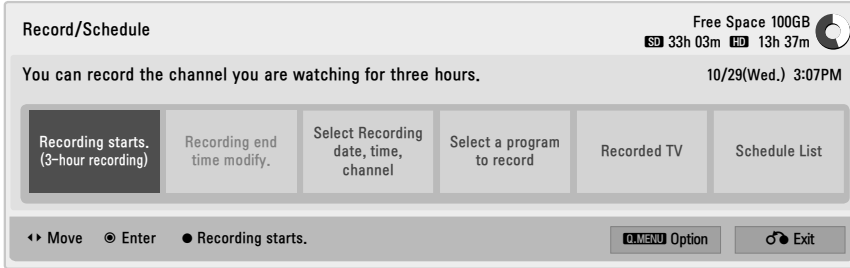 Record/Schedule
Free Space 100GB
SD 33h 03m HD 13h 37m
You can record the channel you are watching for three hours.
10/29(Wed.) 3:07PM
Recording starts.
(3-hour recording)
Recording end
time modify.
Select Recording
date, time,
channel
Select a program
to record
Recorded TV
Schedule List
Move Enter Recording starts.
Q.MENU Option
Exit